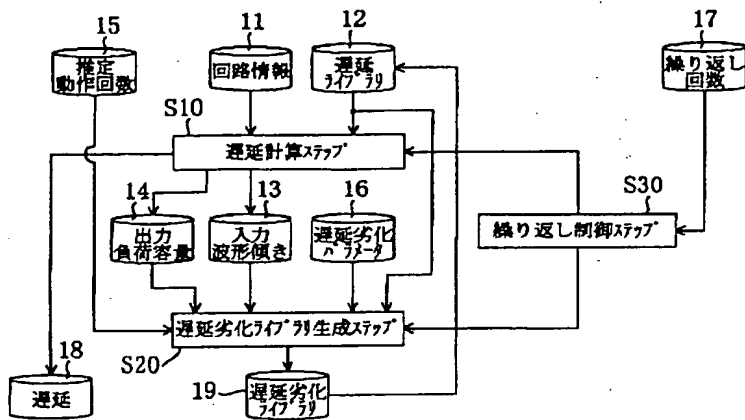 15
11
12
17
推定
動作回数
回路情報
遅延
ライブラリ
繰り返し
回数
S10
遅延計算ステップ
14
13
16
S30
出力
負荷容量
入力
波形傾き
遅延劣化
パラメータ
繰り返し制御ステップ
遅延劣化ライブラリ生成ステップ
S20
18
遅延
19
遅延劣化
ライブラリ